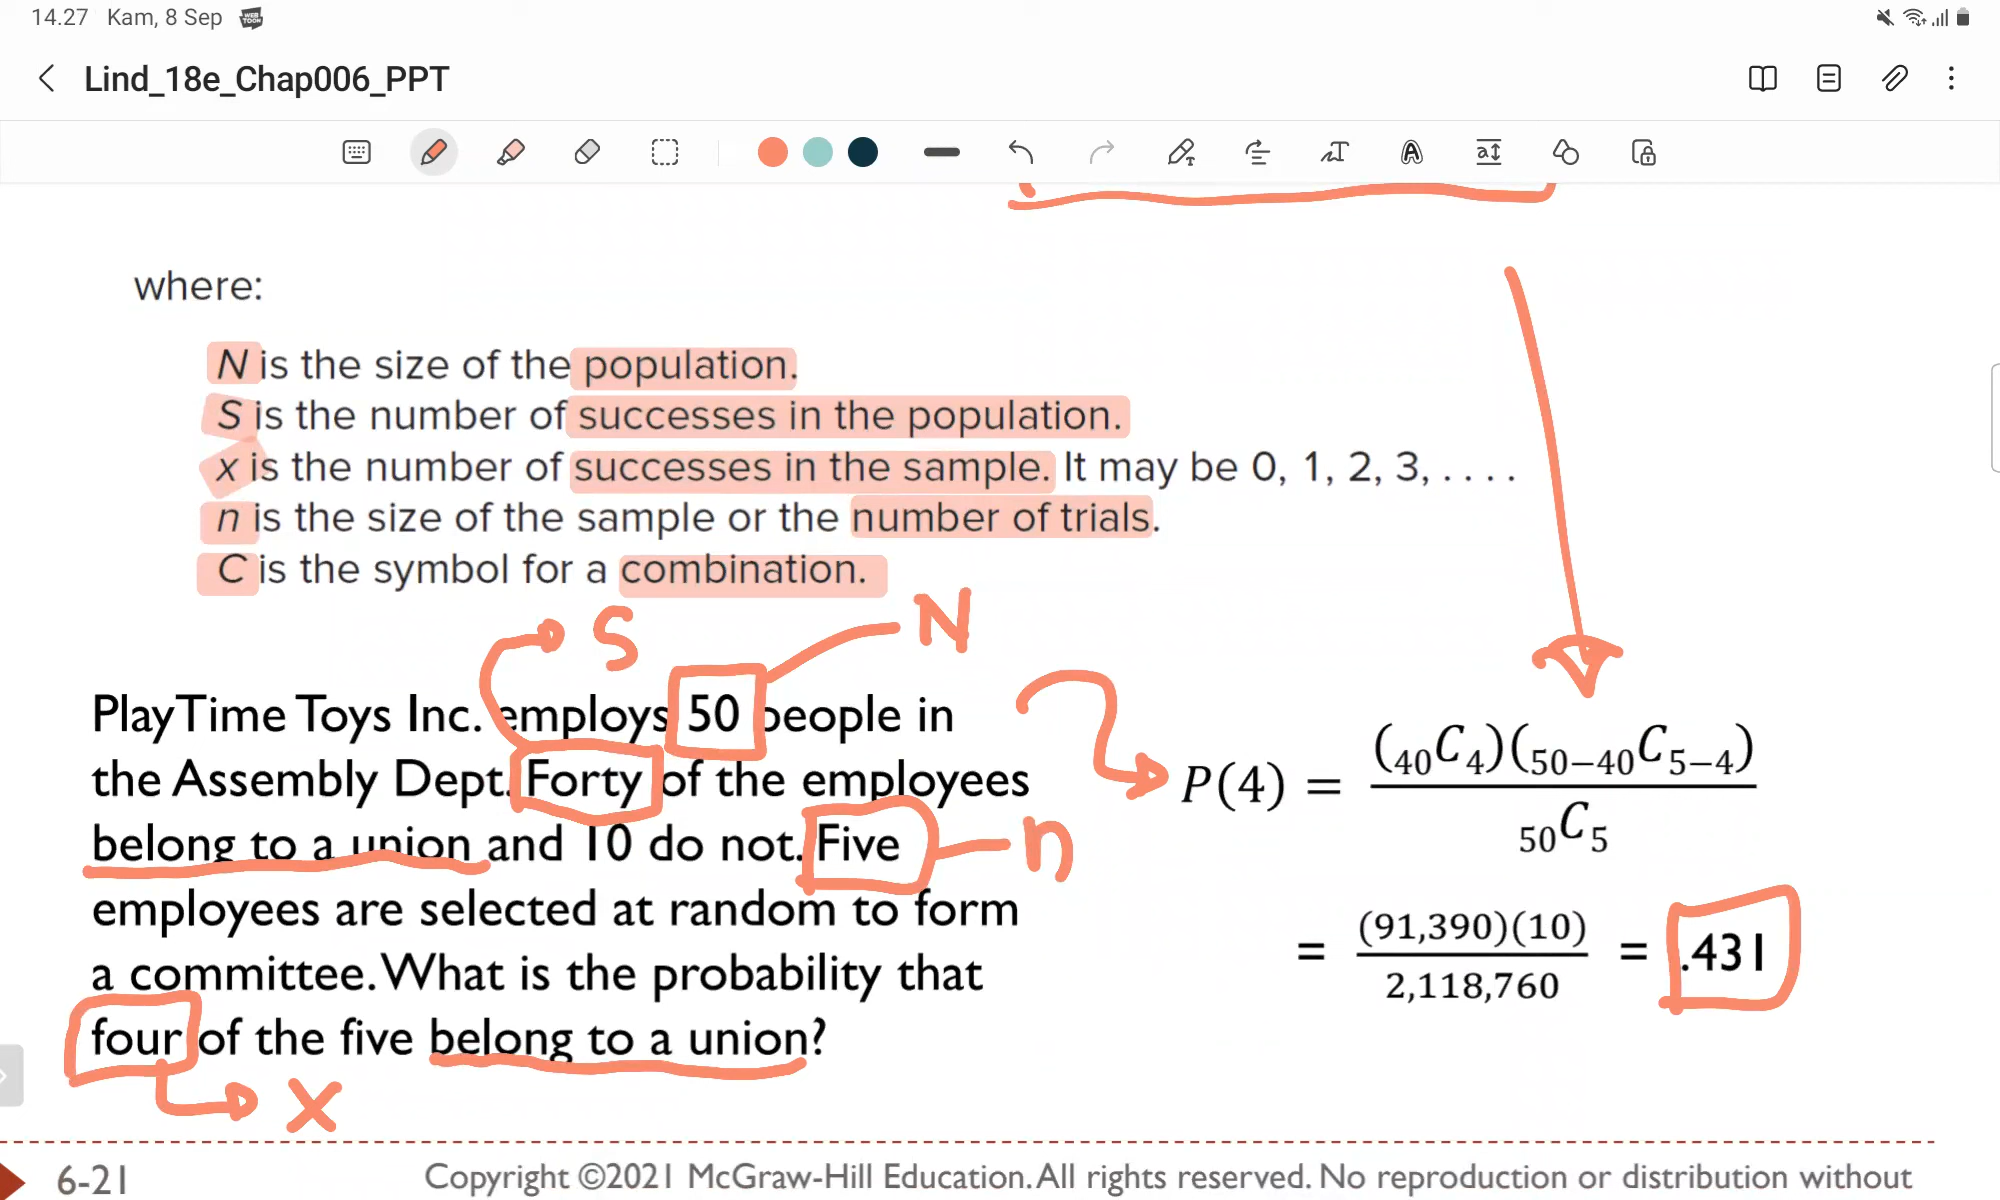 14.27 Kam, 8 Sep WEB TOON
Lind_18e_Chap006_PPT
where:
N is the size of the population.
S is the number of successes in the population.
x is the number of successes in the sample. It may be 0, 1, 2, 3, . . . .
n is the size of the sample or the number of trials.
C is the symbol for a combination.
S
N
PlayTime Toys Inc. employs 50 people in
the Assembly Dept. Forty of the employees
belong to a union and 10 do not. Five
n
employees are selected at random to form
a committee. What is the probability that
four of the five belong to a union?
x
P(4) = (₄₀C₄)(₅₀₋₄₀C₅₋₄) / ₅₀C₅
= (91,390)(10) / 2,118,760 = .431
6-21 Copyright ©2021 McGraw-Hill Education. All rights reserved. No reproduction or distribution without